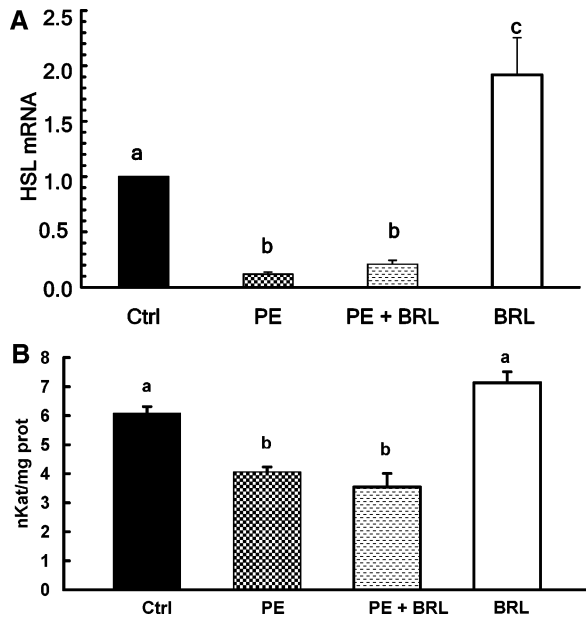 A
HSL mRNA
2.5
2.0
1.5
1.0
0.5
0.0
a
b
b
c
Ctrl PE PE + BRL BRL
B
nKat/mg prot
8
7
6
5
4
3
2
1
0
a
b
b
a
Ctrl PE PE + BRL BRL